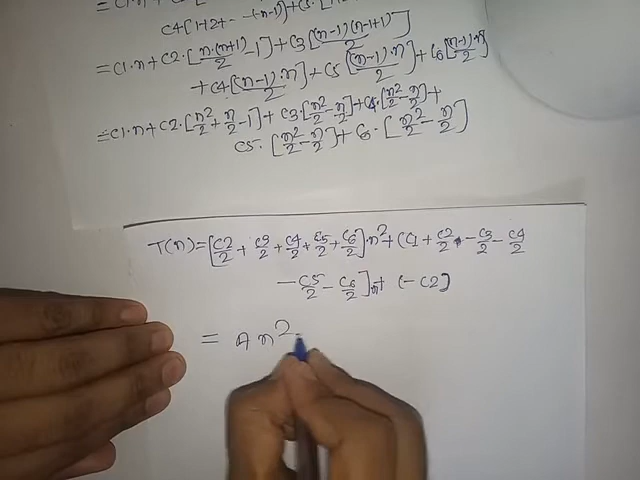 C4[1+2+--+(n-1)]+C5
= C1·n+C2·[n·(n+1)/2 -1]+C3[(n-1)(n-1+1)/2]
+C4[(n-1)·n/2]+C5[(n-1)·n/2]+C6[(n-1)·n/2]
= C1·n+C2·[n²/2+n/2-1]+C3[n²/2-n/2]+C4·[n²/2-n/2]+
C5·[n²/2-n/2]+C6·[n²/2-n/2]
T(n)=[C2/2+C3/2+C4/2+C5/2+C6/2]·n²+(C1+C2/2+-C3/2-C4/2
-C5/2-C6/2]n+(-C2)
= An²